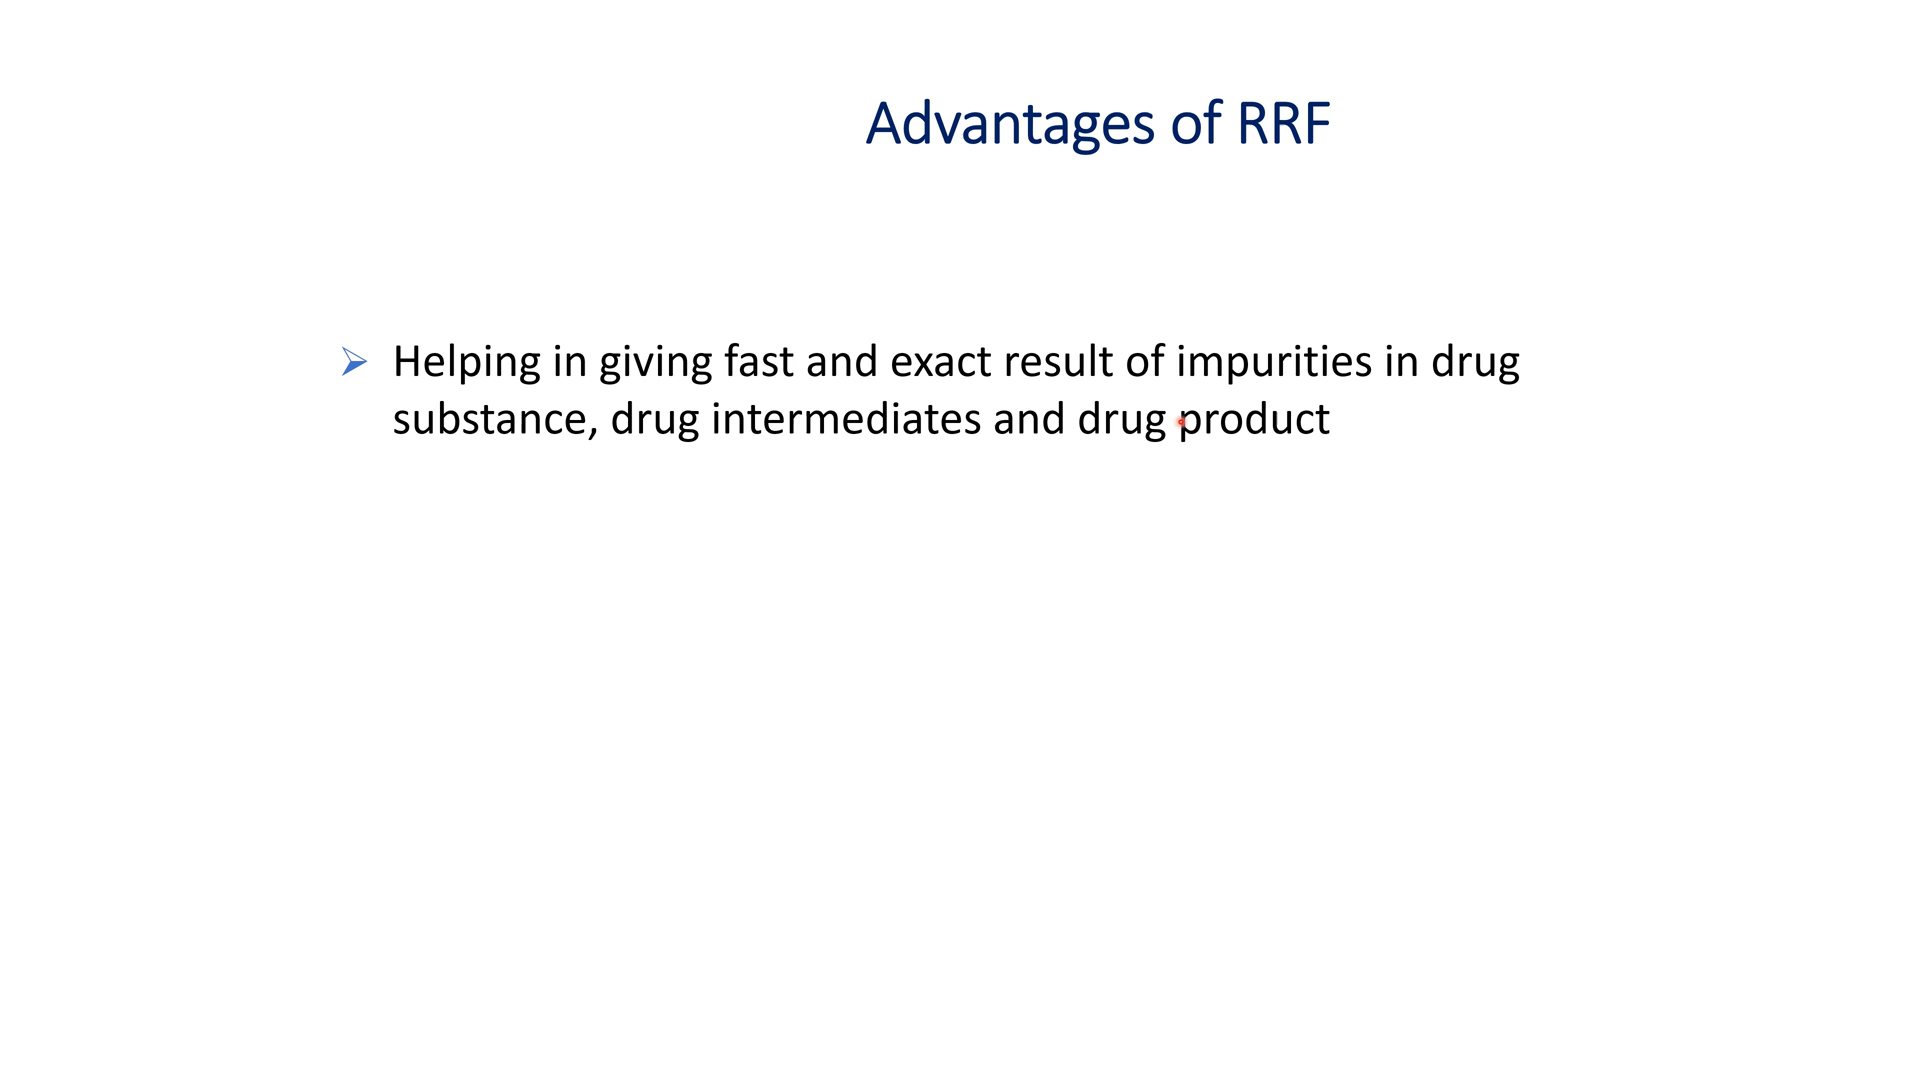 Advantages of RRF
Helping in giving fast and exact result of impurities in drug
substance, drug intermediates and drug product